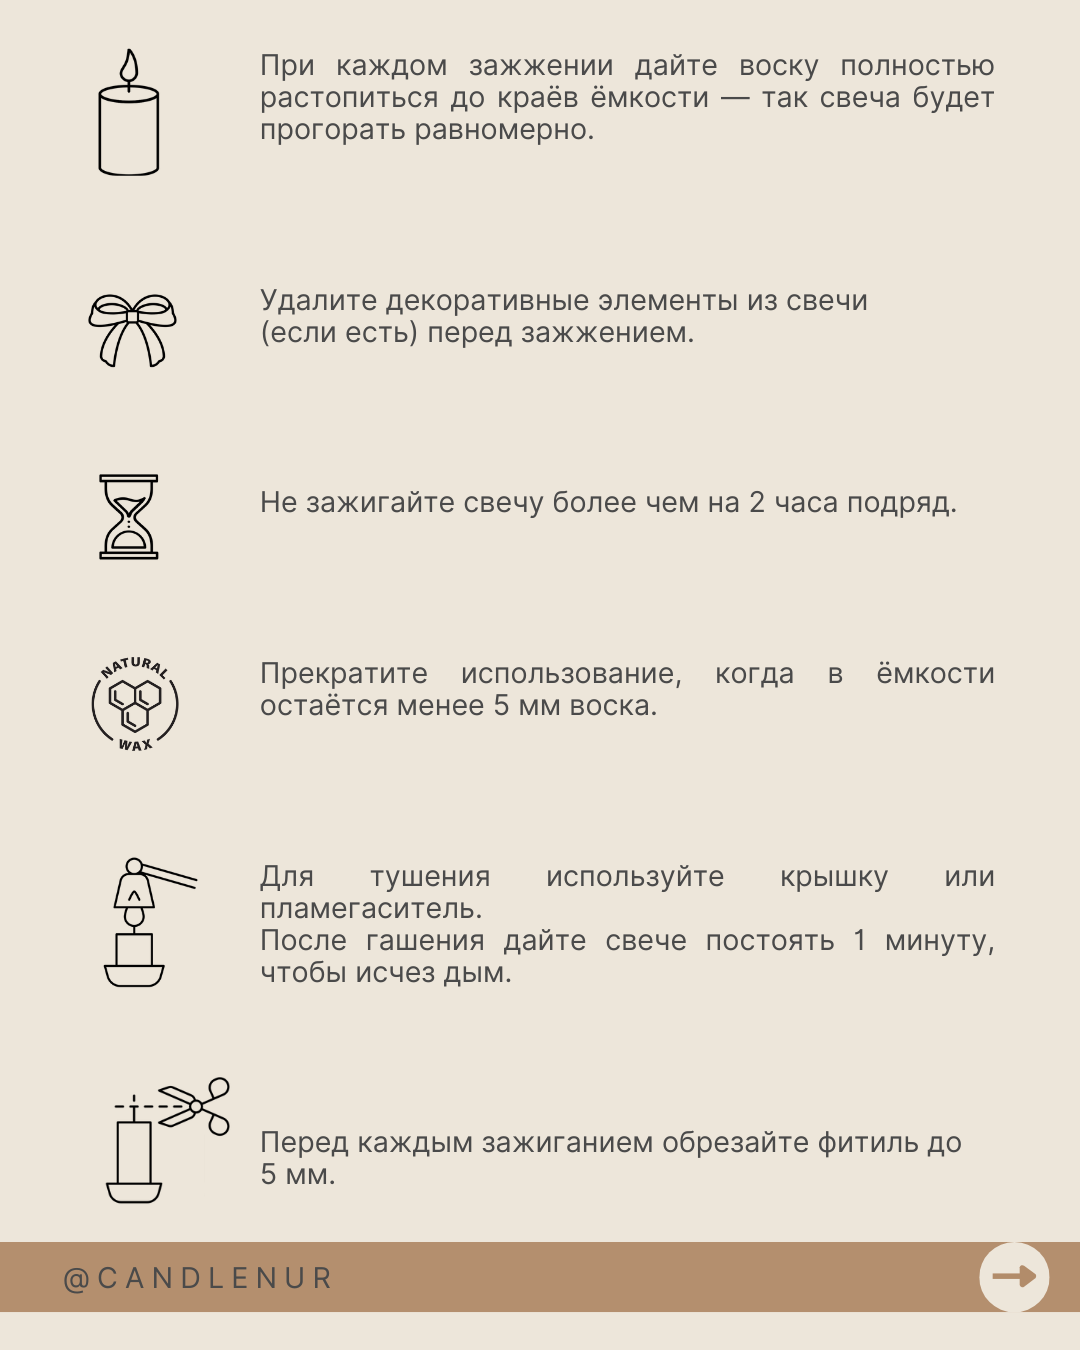 При каждом зажжении дайте воску полностью
растопиться до краёв ёмкости — так свеча будет
прогорать равномерно.
Удалите декоративные элементы из свечи
(если есть) перед зажжением.
Не зажигайте свечу более чем на 2 часа подряд.
NATURAL
WAX
Прекратите использование, когда в ёмкости
остаётся менее 5 мм воска.
Для тушения используйте крышку или
пламегаситель.
После гашения дайте свече постоять 1 минуту,
чтобы исчез дым.
Перед каждым зажиганием обрезайте фитиль до
5 мм.
@CANDLENUR